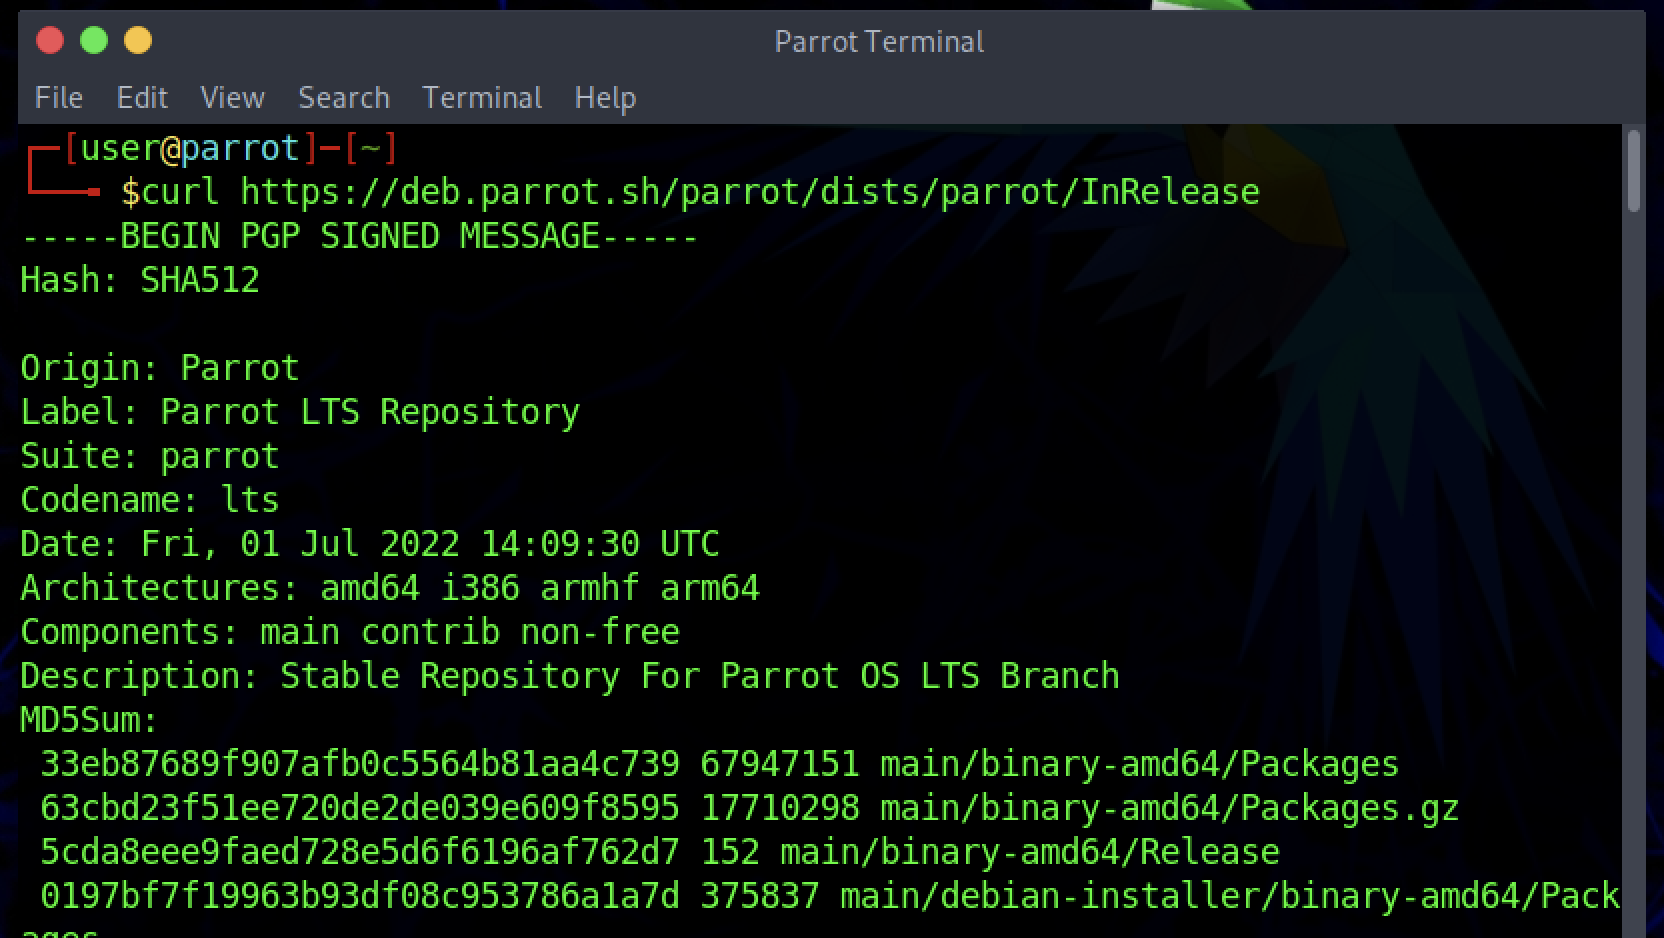 Parrot Terminal
File Edit View Search Terminal Help
[user@parrot]-[~]
$curl https://deb.parrot.sh/parrot/dists/parrot/InRelease
-----BEGIN PGP SIGNED MESSAGE-----
Hash: SHA512
Origin: Parrot
Label: Parrot LTS Repository
Suite: parrot
Codename: lts
Date: Fri, 01 Jul 2022 14:09:30 UTC
Architectures: amd64 i386 armhf arm64
Components: main contrib non-free
Description: Stable Repository For Parrot OS LTS Branch
MD5Sum:
33eb87689f907afb0c5564b81aa4c739 67947151 main/binary-amd64/Packages
63cbd23f51ee720de2de039e609f8595 17710298 main/binary-amd64/Packages.gz
5cda8eee9faed728e5d6f6196af762d7 152 main/binary-amd64/Release
0197bf7f19963b93df08c953786a1a7d 375837 main/debian-installer/binary-amd64/Pack
ages